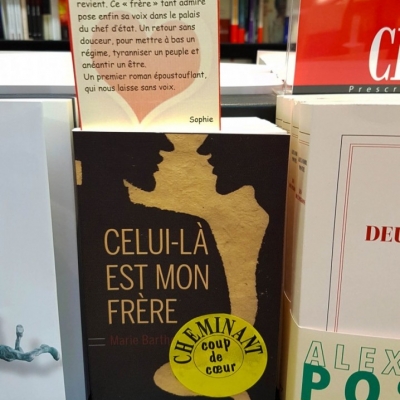 revient. Ce « frère » tant admiré
pose enfin sa voix dans le palais
du chef d'état. Un retour sans
douceur, pour mettre à bas un
régime, tyranniser un peuple et
anéantir un être.
Un premier roman époustouflant,
qui nous laisse sans voix.
Sophie
CELUI-LÀ
EST MON
FRÈRE
Marie
CHEMINANT
coup
de
cœur
DEU
ALEX
POS